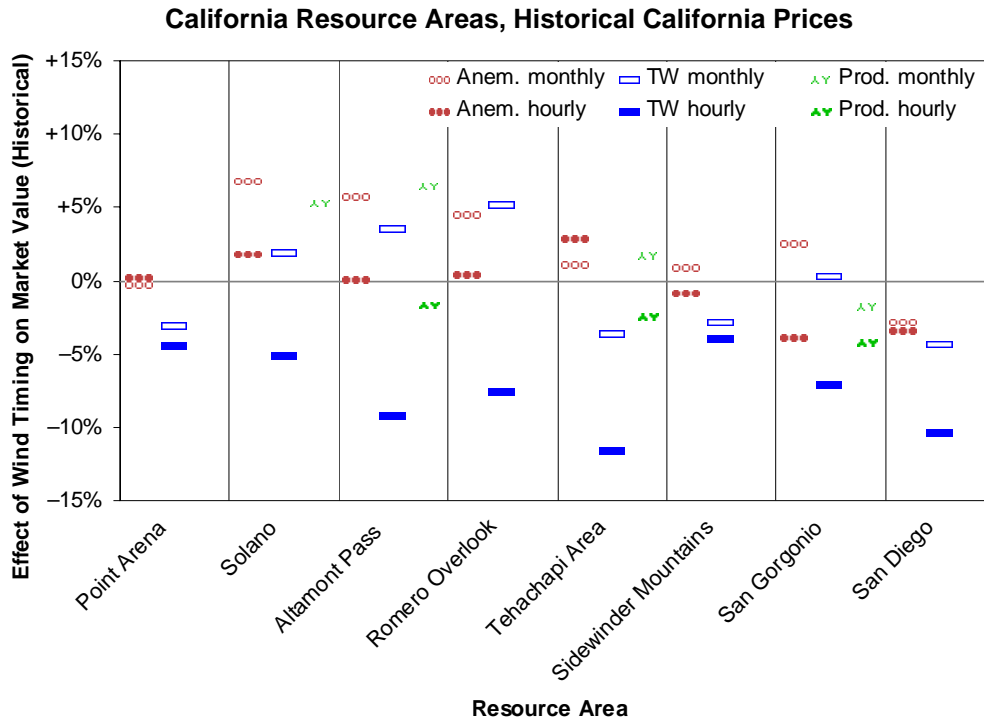 California Resource Areas, Historical California Prices
Effect of Wind Timing on Market Value (Historical)
+15%
+10%
+5%
0%
−5%
−10%
−15%
Anem. monthly
TW monthly
Prod. monthly
Anem. hourly
TW hourly
Prod. hourly
Point Arena
Solano
Altamont Pass
Romero Overlook
Tehachapi Area
Sidewinder Mountains
San Gorgonio
San Diego
Resource Area